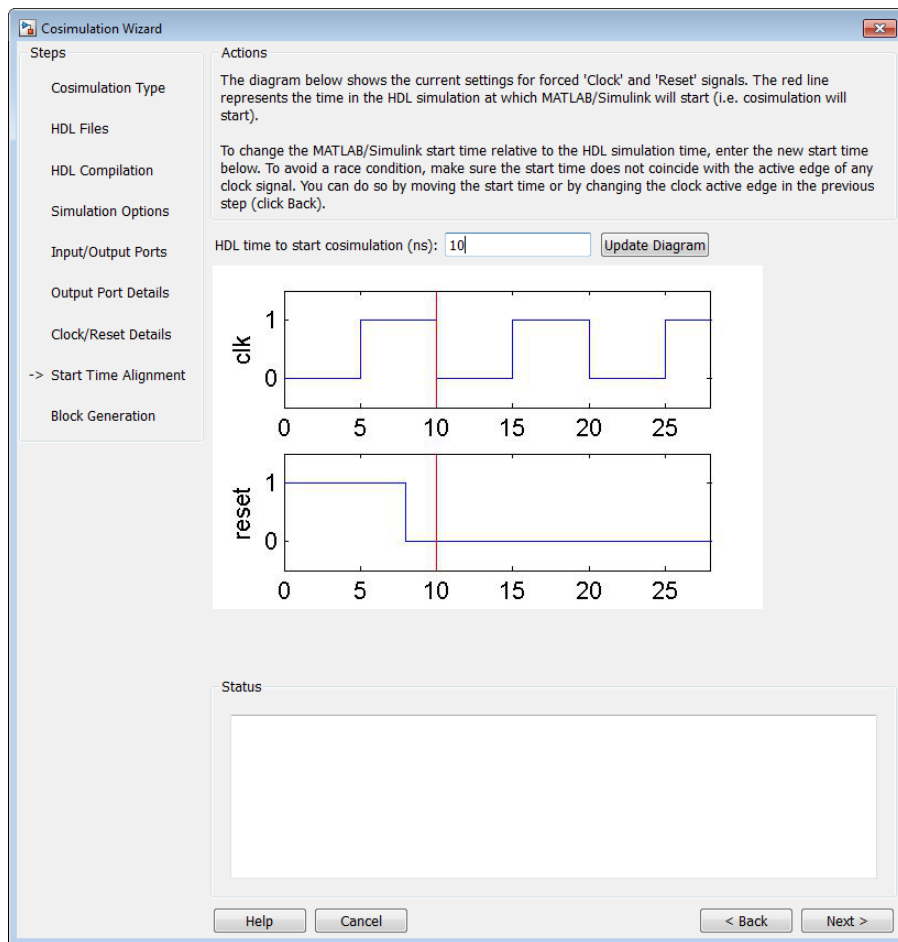 Cosimulation Wizard
Steps
Cosimulation Type
HDL Files
HDL Compilation
Simulation Options
Input/Output Ports
Output Port Details
Clock/Reset Details
-> Start Time Alignment
Block Generation
Actions
The diagram below shows the current settings for forced 'Clock' and 'Reset' signals. The red line
represents the time in the HDL simulation at which MATLAB/Simulink will start (i.e. cosimulation will
start).
To change the MATLAB/Simulink start time relative to the HDL simulation time, enter the new start time
below. To avoid a race condition, make sure the start time does not coincide with the active edge of any
clock signal. You can do so by moving the start time or by changing the clock active edge in the previous
step (click Back).
HDL time to start cosimulation (ns): 10 Update Diagram
clk
1
0
0 5 10 15 20 25
reset
1
0
0 5 10 15 20 25
Status
Help Cancel < Back Next >